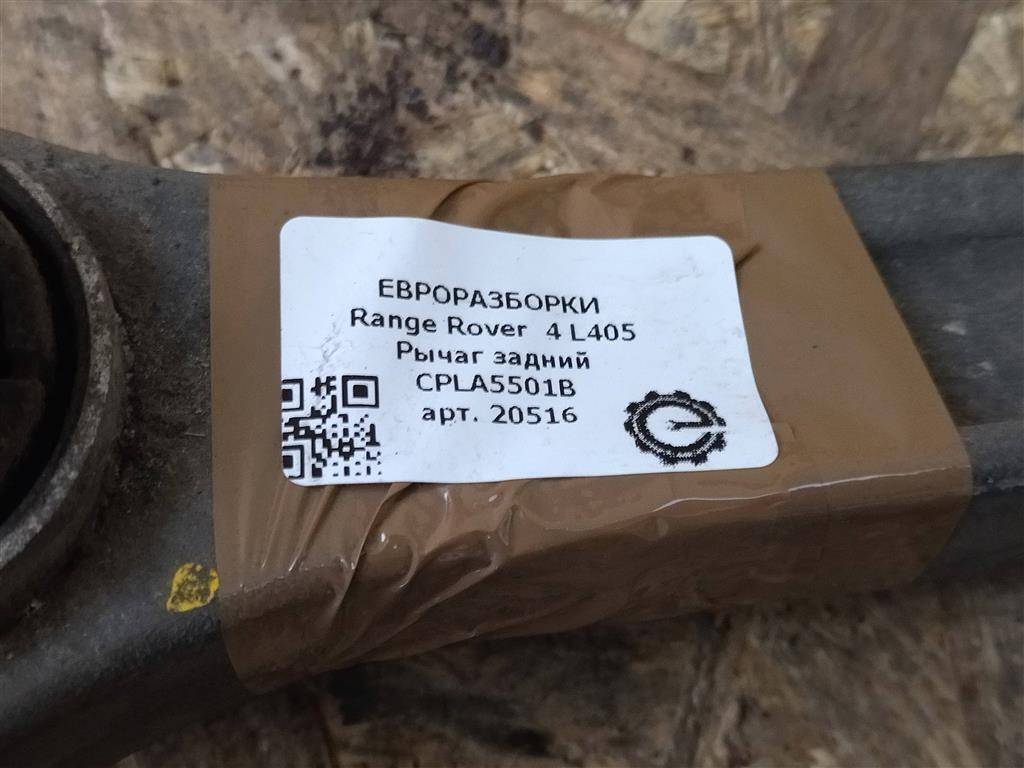 ЕВРОРАЗБОРКИ
Range Rover 4 L405
Рычаг задний
CPLA5501B
арт. 20516